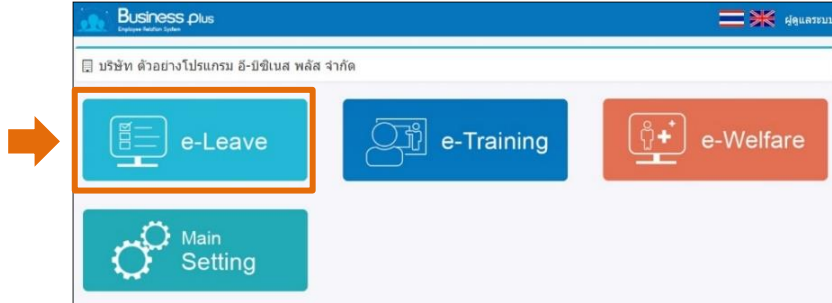 Business Plus
Employee Relation System
ผู้ดูแลระบบ
บริษัท ตัวอย่างโปรแกรม อี-บิซิเนส พลัส จำกัด
e-Leave
e-Training
e-Welfare
Main
Setting